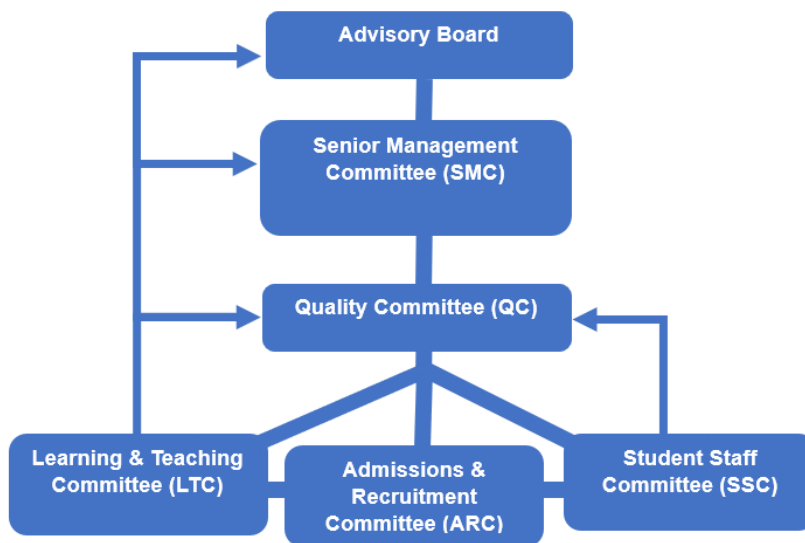 Advisory Board
Senior Management
Committee (SMC)
Quality Committee (QC)
Learning & Teaching
Committee (LTC)
Admissions &
Recruitment
Committee (ARC)
Student Staff
Committee (SSC)